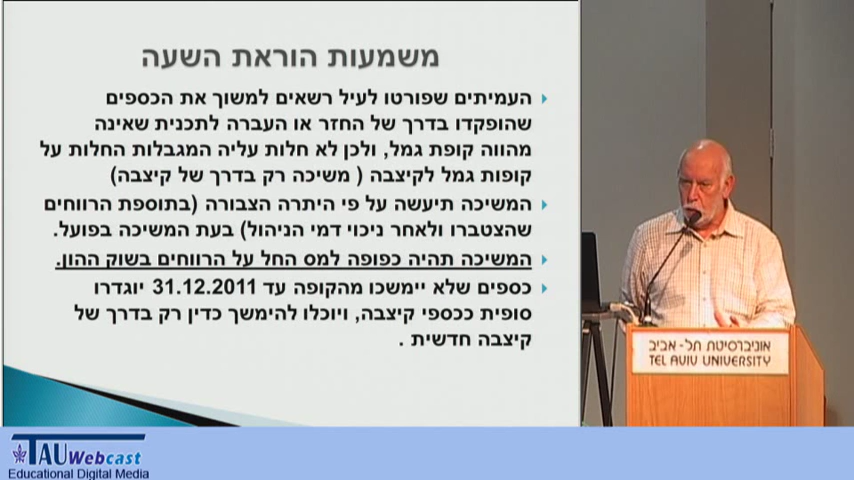 משמעות הוראת השעה
העמיתים שפורטו לעיל רשאים למשוך את הכספים
שהופקדו בדרך של החזר או העברה לתכנית שאינה
מהווה קופת גמל, ולכן לא חלות עליה המגבלות החלות על
קופות גמל לקיצבה ( משיכה רק בדרך של קיצבה)
המשיכה תיעשה על פי היתרה הצבורה (בתוספת הרווחים
שהצטברו ולאחר ניכוי דמי הניהול) בעת המשיכה בפועל.
המשיכה תהיה כפופה למס החל על הרווחים בשוק ההון.
כספים שלא יימשכו מהקופה עד 31.12.2011 יוגדרו
סופית ככספי קיצבה, ויוכלו להימשך כדין רק בדרך של
קיצבה חדשית .
אוניברסיטת תל-אביב
TEL AVIV UNIVERSITY
TAU Webcast
Educational Digital Media